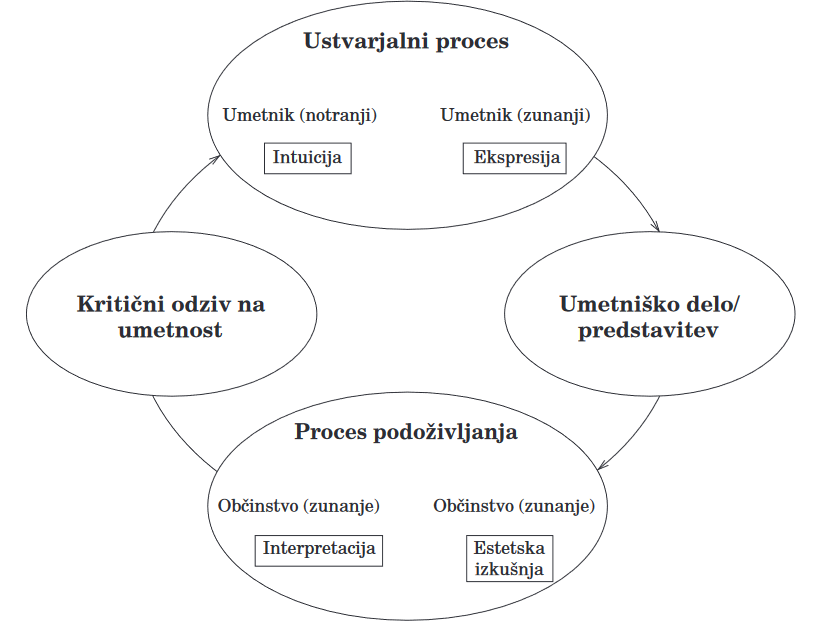 Ustvarjalni proces
Umetnik (notranji)
Umetnik (zunanji)
Intuicija
Ekspresija
Kritični odziv na
umetnost
Umetniško delo/
predstavitev
Proces podoživljanja
Občinstvo (zunanje)
Občinstvo (zunanje)
Interpretacija
Estetska
izkušnja